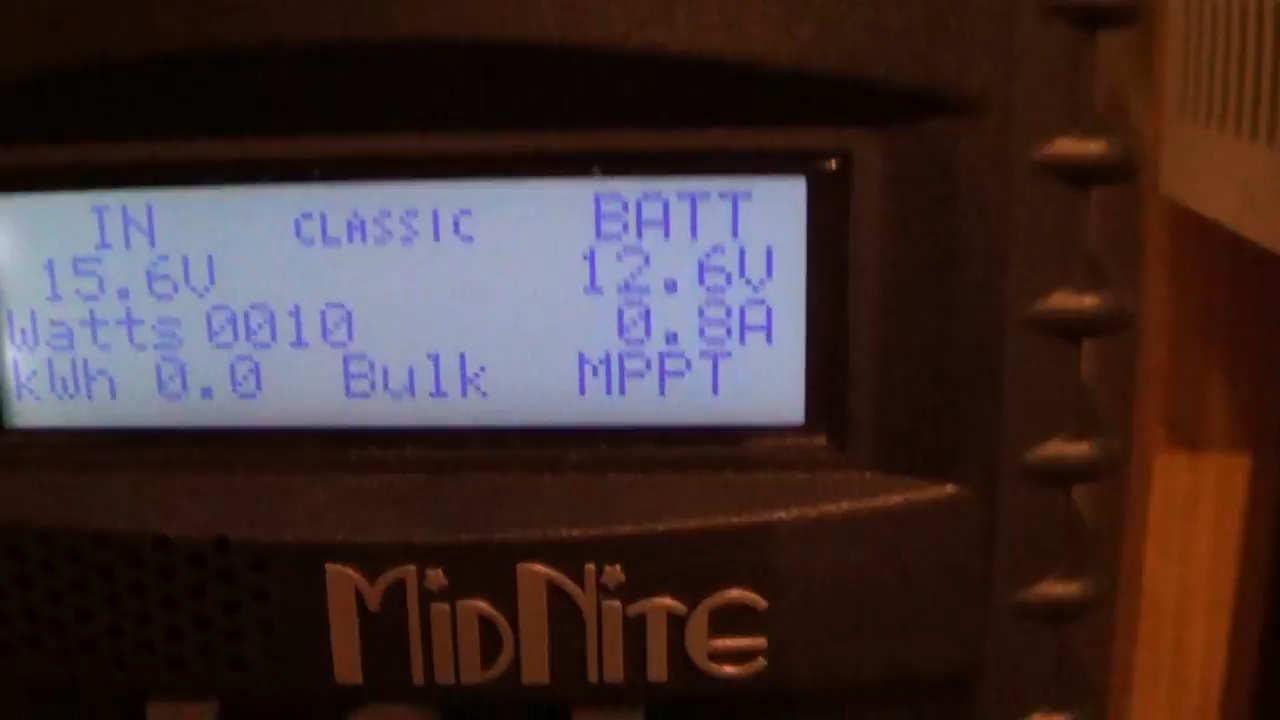 IN CLASSIC BATT
15.6V 12.6V
Watts 0010 0.8A
kWh 0.0 Bulk MPPT
MIDNITE